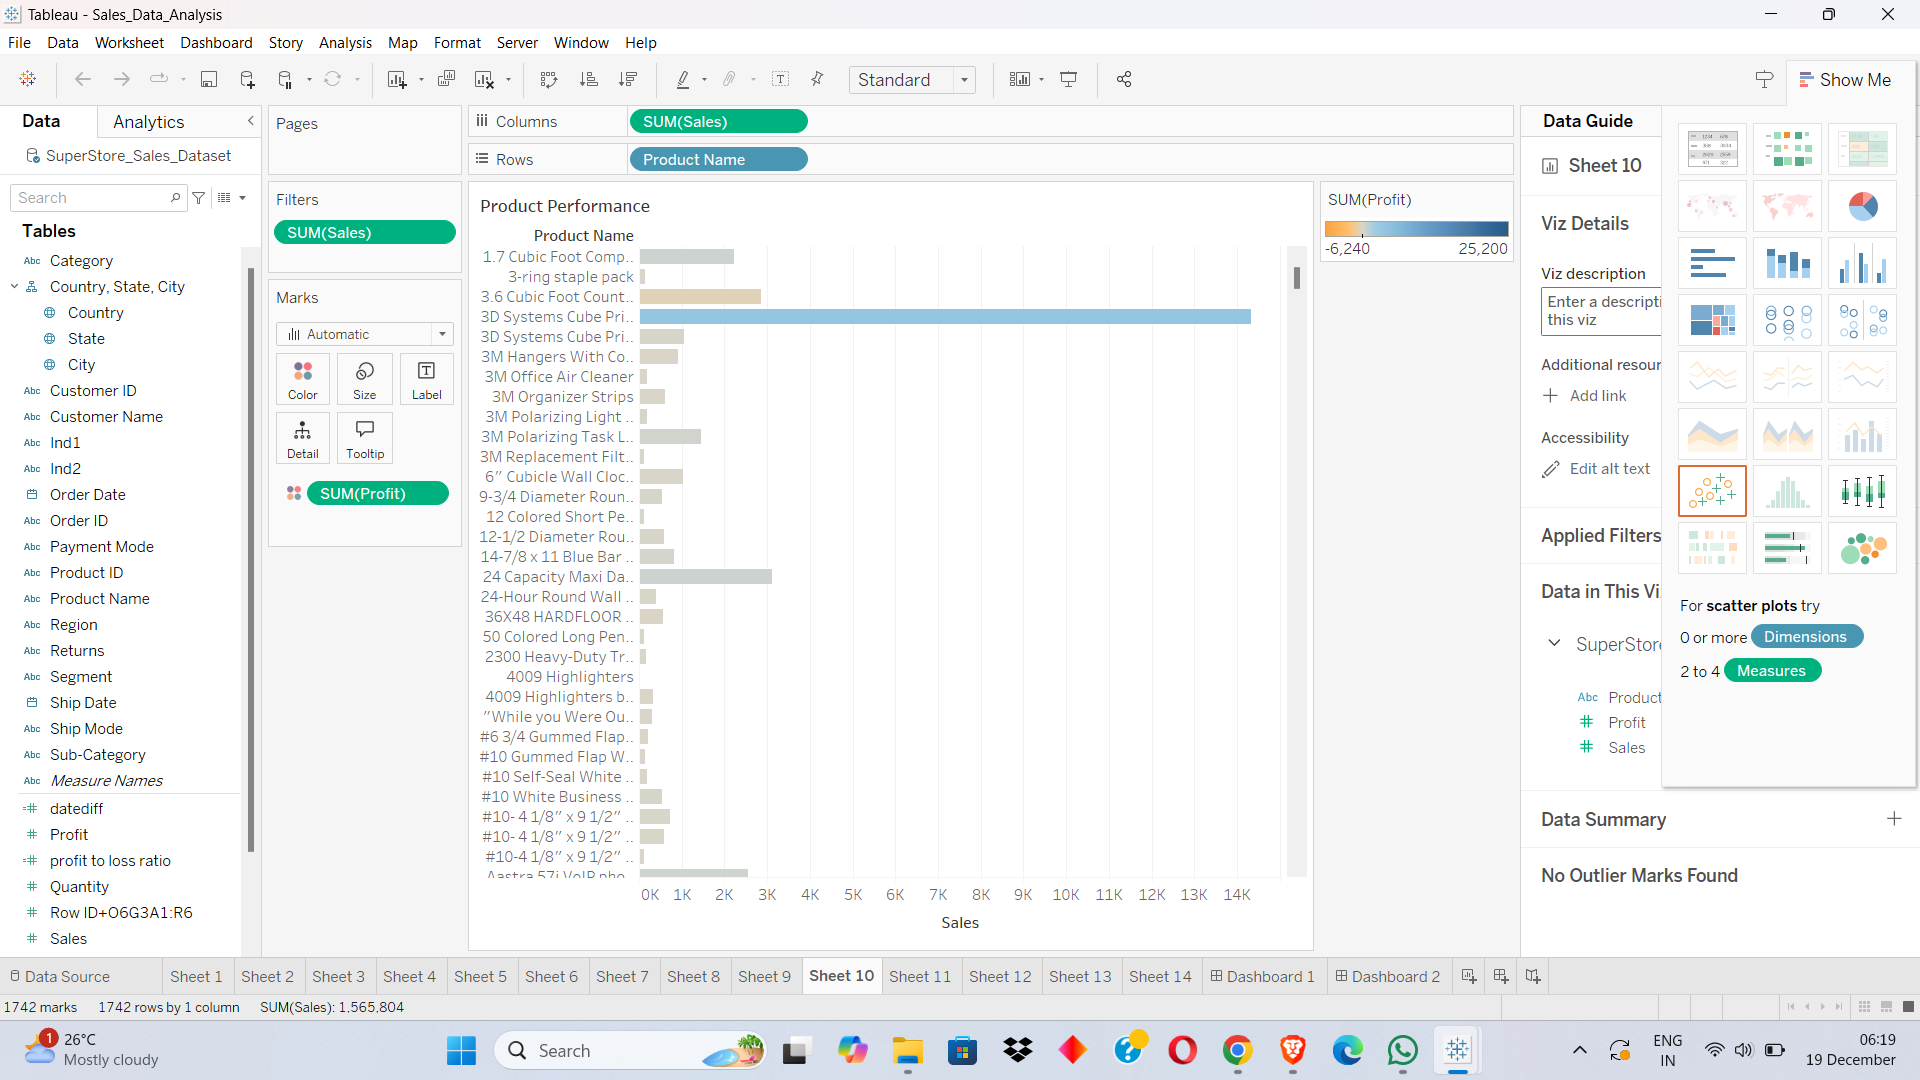 Tableau - Sales_Data_Analysis
File Data Worksheet Dashboard Story Analysis Map Format Server Window Help
Standard
Show Me
Data
Analytics
SuperStore_Sales_Dataset
Search
Tables
Abc Category
Country, State, City
Country
State
City
Abc Customer ID
Abc Customer Name
Abc Ind1
Abc Ind2
Order Date
Abc Order ID
Abc Payment Mode
Abc Product ID
Abc Product Name
Abc Region
Abc Returns
Abc Segment
Ship Date
Abc Ship Mode
Abc Sub-Category
Abc Measure Names
datediff
Profit
profit to loss ratio
Quantity
Row ID+O6G3A1:R6
Sales
Pages
Filters
SUM(Sales)
Marks
Automatic
Color Size Label
Detail Tooltip
SUM(Profit)
Columns SUM(Sales)
Rows Product Name
Product Performance
Product Name
1.7 Cubic Foot Comp..
3-ring staple pack
3.6 Cubic Foot Count..
3D Systems Cube Pri..
3D Systems Cube Pri..
3M Hangers With Co..
3M Office Air Cleaner
3M Organizer Strips
3M Polarizing Light ..
3M Polarizing Task L..
3M Replacement Filt..
6" Cubicle Wall Cloc..
9-3/4 Diameter Roun..
12 Colored Short Pe..
12-1/2 Diameter Rou..
14-7/8 x 11 Blue Bar ..
24 Capacity Maxi Da..
24-Hour Round Wall ..
36X48 HARDFLOOR ..
50 Colored Long Pen..
2300 Heavy-Duty Tr..
4009 Highlighters
4009 Highlighters b..
"While you Were Ou..
#6 3/4 Gummed Flap..
#10 Gummed Flap W..
#10 Self-Seal White ..
#10 White Business ..
#10- 4 1/8" x 9 1/2" ..
#10- 4 1/8" x 9 1/2" ..
#10-4 1/8" x 9 1/2" ..
Aastra 57i VoIP pho..
0K 1K 2K 3K 4K 5K 6K 7K 8K 9K 10K 11K 12K 13K 14K
Sales
SUM(Profit)
-6,240 25,200
Data Guide
Sheet 10
Viz Details
Viz description
Enter a descripti
this viz
Additional resour
Add link
Accessibility
Edit alt text
Applied Filters
Data in This Vi
SuperStore
Abc Product
Profit
Sales
Data Summary
No Outlier Marks Found
For scatter plots try
0 or more Dimensions
2 to 4 Measures
Data Source Sheet 1 Sheet 2 Sheet 3 Sheet 4 Sheet 5 Sheet 6 Sheet 7 Sheet 8 Sheet 9 Sheet 10 Sheet 11 Sheet 12 Sheet 13 Sheet 14 Dashboard 1 Dashboard 2
1742 marks 1742 rows by 1 column SUM(Sales): 1,565,804
1
26°C
Mostly cloudy
Search
ENG
IN
06:19
19 December